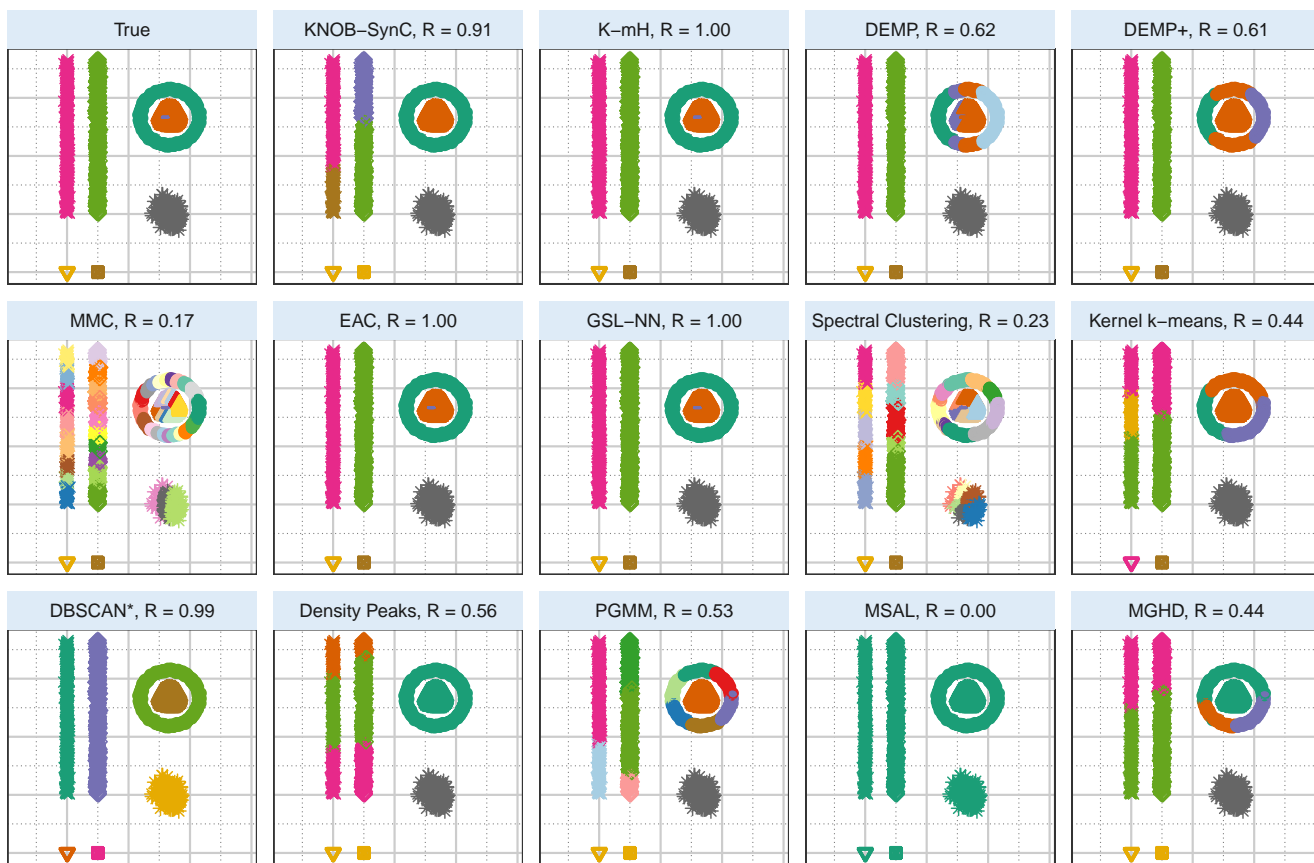 True
KNOB−SynC, R = 0.91
K−mH, R = 1.00
DEMP, R = 0.62
DEMP+, R = 0.61
MMC, R = 0.17
EAC, R = 1.00
GSL−NN, R = 1.00
Spectral Clustering, R = 0.23
Kernel k−means, R = 0.44
DBSCAN*, R = 0.99
Density Peaks, R = 0.56
PGMM, R = 0.53
MSAL, R = 0.00
MGHD, R = 0.44